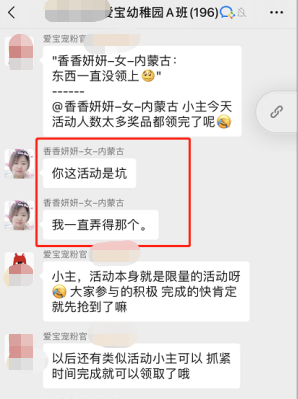 爱宝幼稚园A班(196)
爱宝宠粉官
"香香妍妍-女-内蒙古：
东西一直没领上
------
@香香妍妍-女-内蒙古 小主今天
活动人数太多奖品都领完了呢
香香妍妍-女-内蒙古
你这活动是坑
香香妍妍-女-内蒙古
我一直弄得那个。
爱宝宠粉官
小主，活动本身就是限量的活动呀
大家参与的积极 完成的快肯定
就先抢到了嘛
爱宝宠粉官
以后还有类似活动小主可以 抓紧
时间完成就可以领取了哦